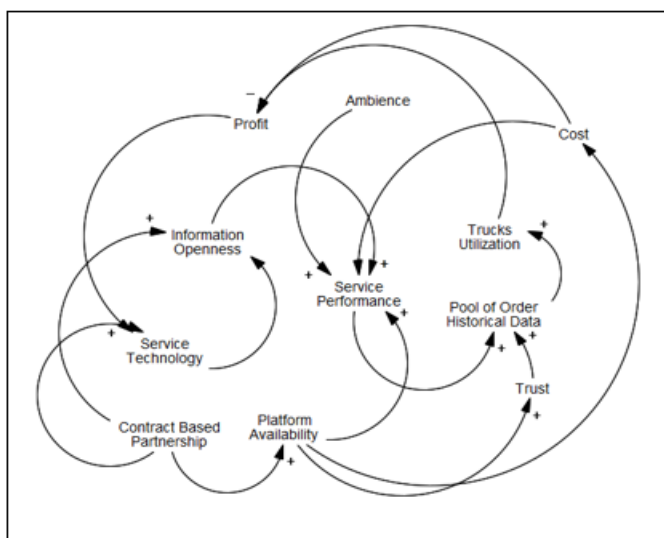 −
Profit
Ambience
Cost
+
Information
Openness
Trucks
Utilization
+
+
+
Service
Performance
+
Pool of Order
Historical Data
+
Service
Technology
+
+
Trust
+
Contract Based
Partnership
Platform
Availability
+